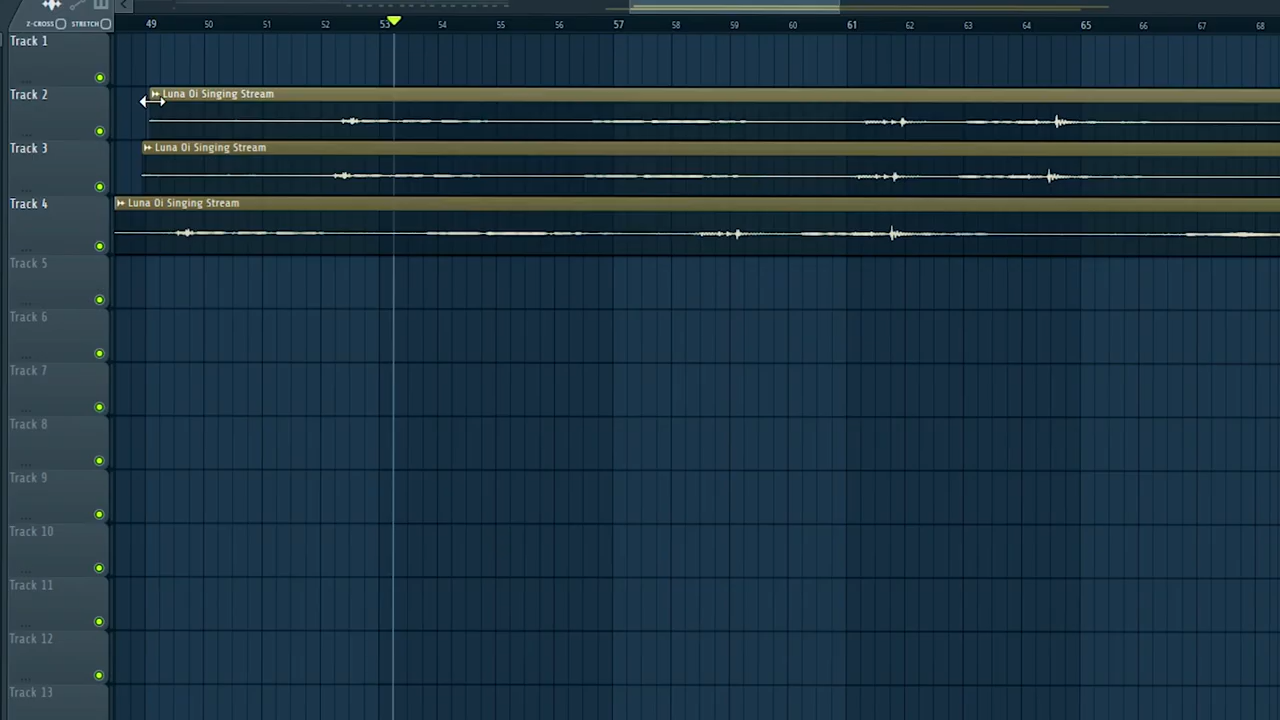 Z-CROSS STRETCH 49 50 51 52 53 54 55 56 57 58 59 60 61 62 63 64 65 66 67 68
Track 1
Track 2 Luna Oi Singing Stream
Track 3 Luna Oi Singing Stream
Track 4 Luna Oi Singing Stream
Track 5
Track 6
Track 7
Track 8
Track 9
Track 10
Track 11
Track 12
Track 13